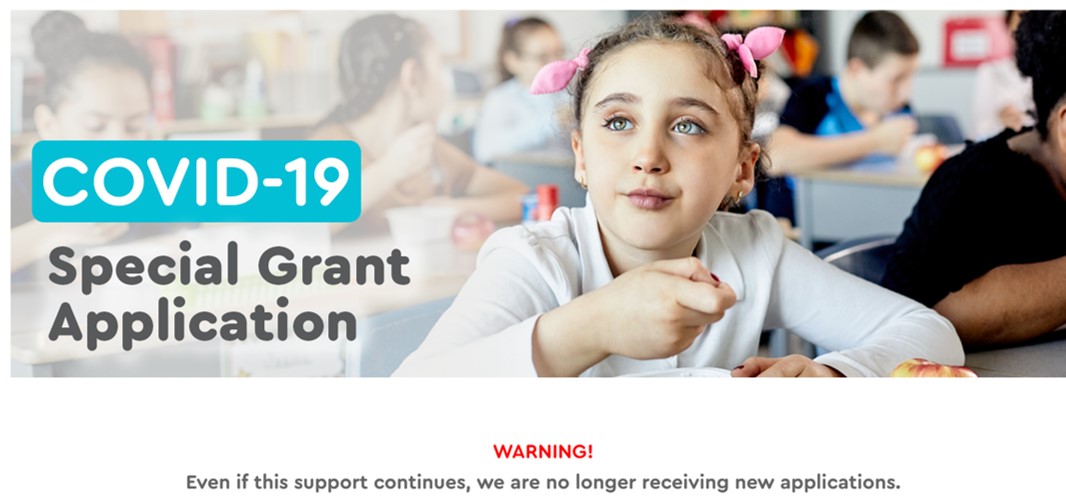 COVID-19
Special Grant
Application
WARNING!
Even if this support continues, we are no longer receiving new applications.